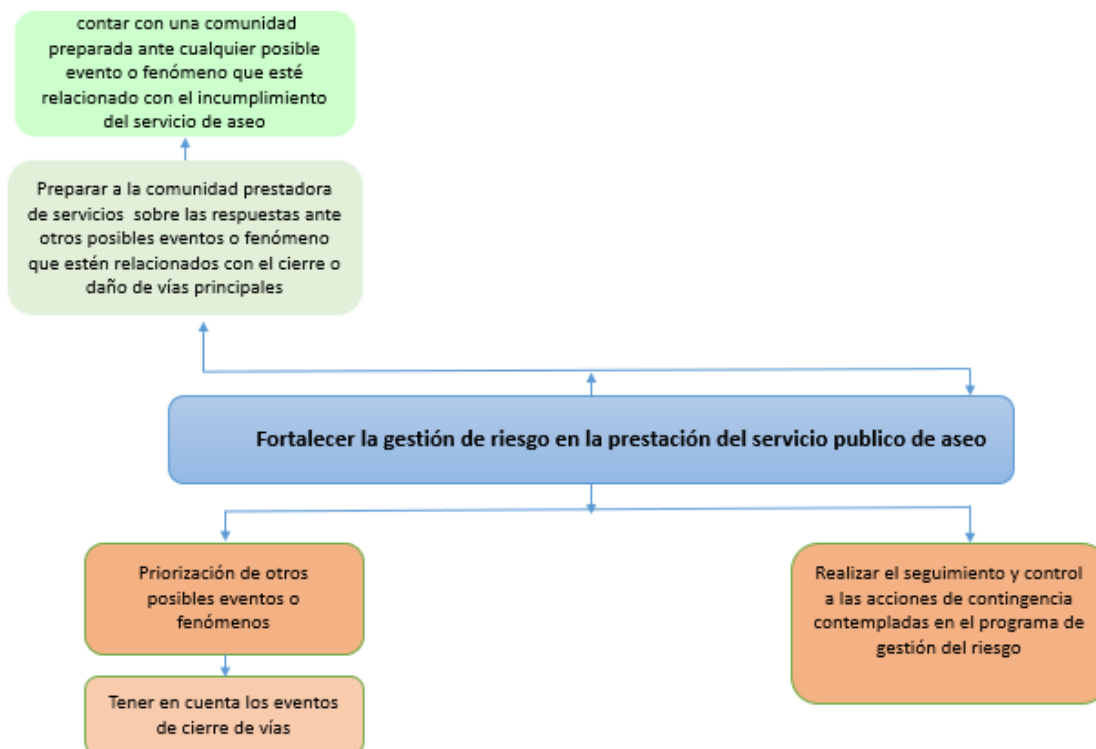 contar con una comunidad
preparada ante cualquier posible
evento o fenómeno que esté
relacionado con el incumplimiento
del servicio de aseo
Preparar a la comunidad prestadora
de servicios sobre las respuestas ante
otros posibles eventos o fenómeno
que estén relacionados con el cierre o
daño de vías principales
Fortalecer la gestión de riesgo en la prestación del servicio publico de aseo
Priorización de otros
posibles eventos o
fenómenos
Realizar el seguimiento y control
a las acciones de contingencia
contempladas en el programa de
gestión del riesgo
Tener en cuenta los eventos
de cierre de vías